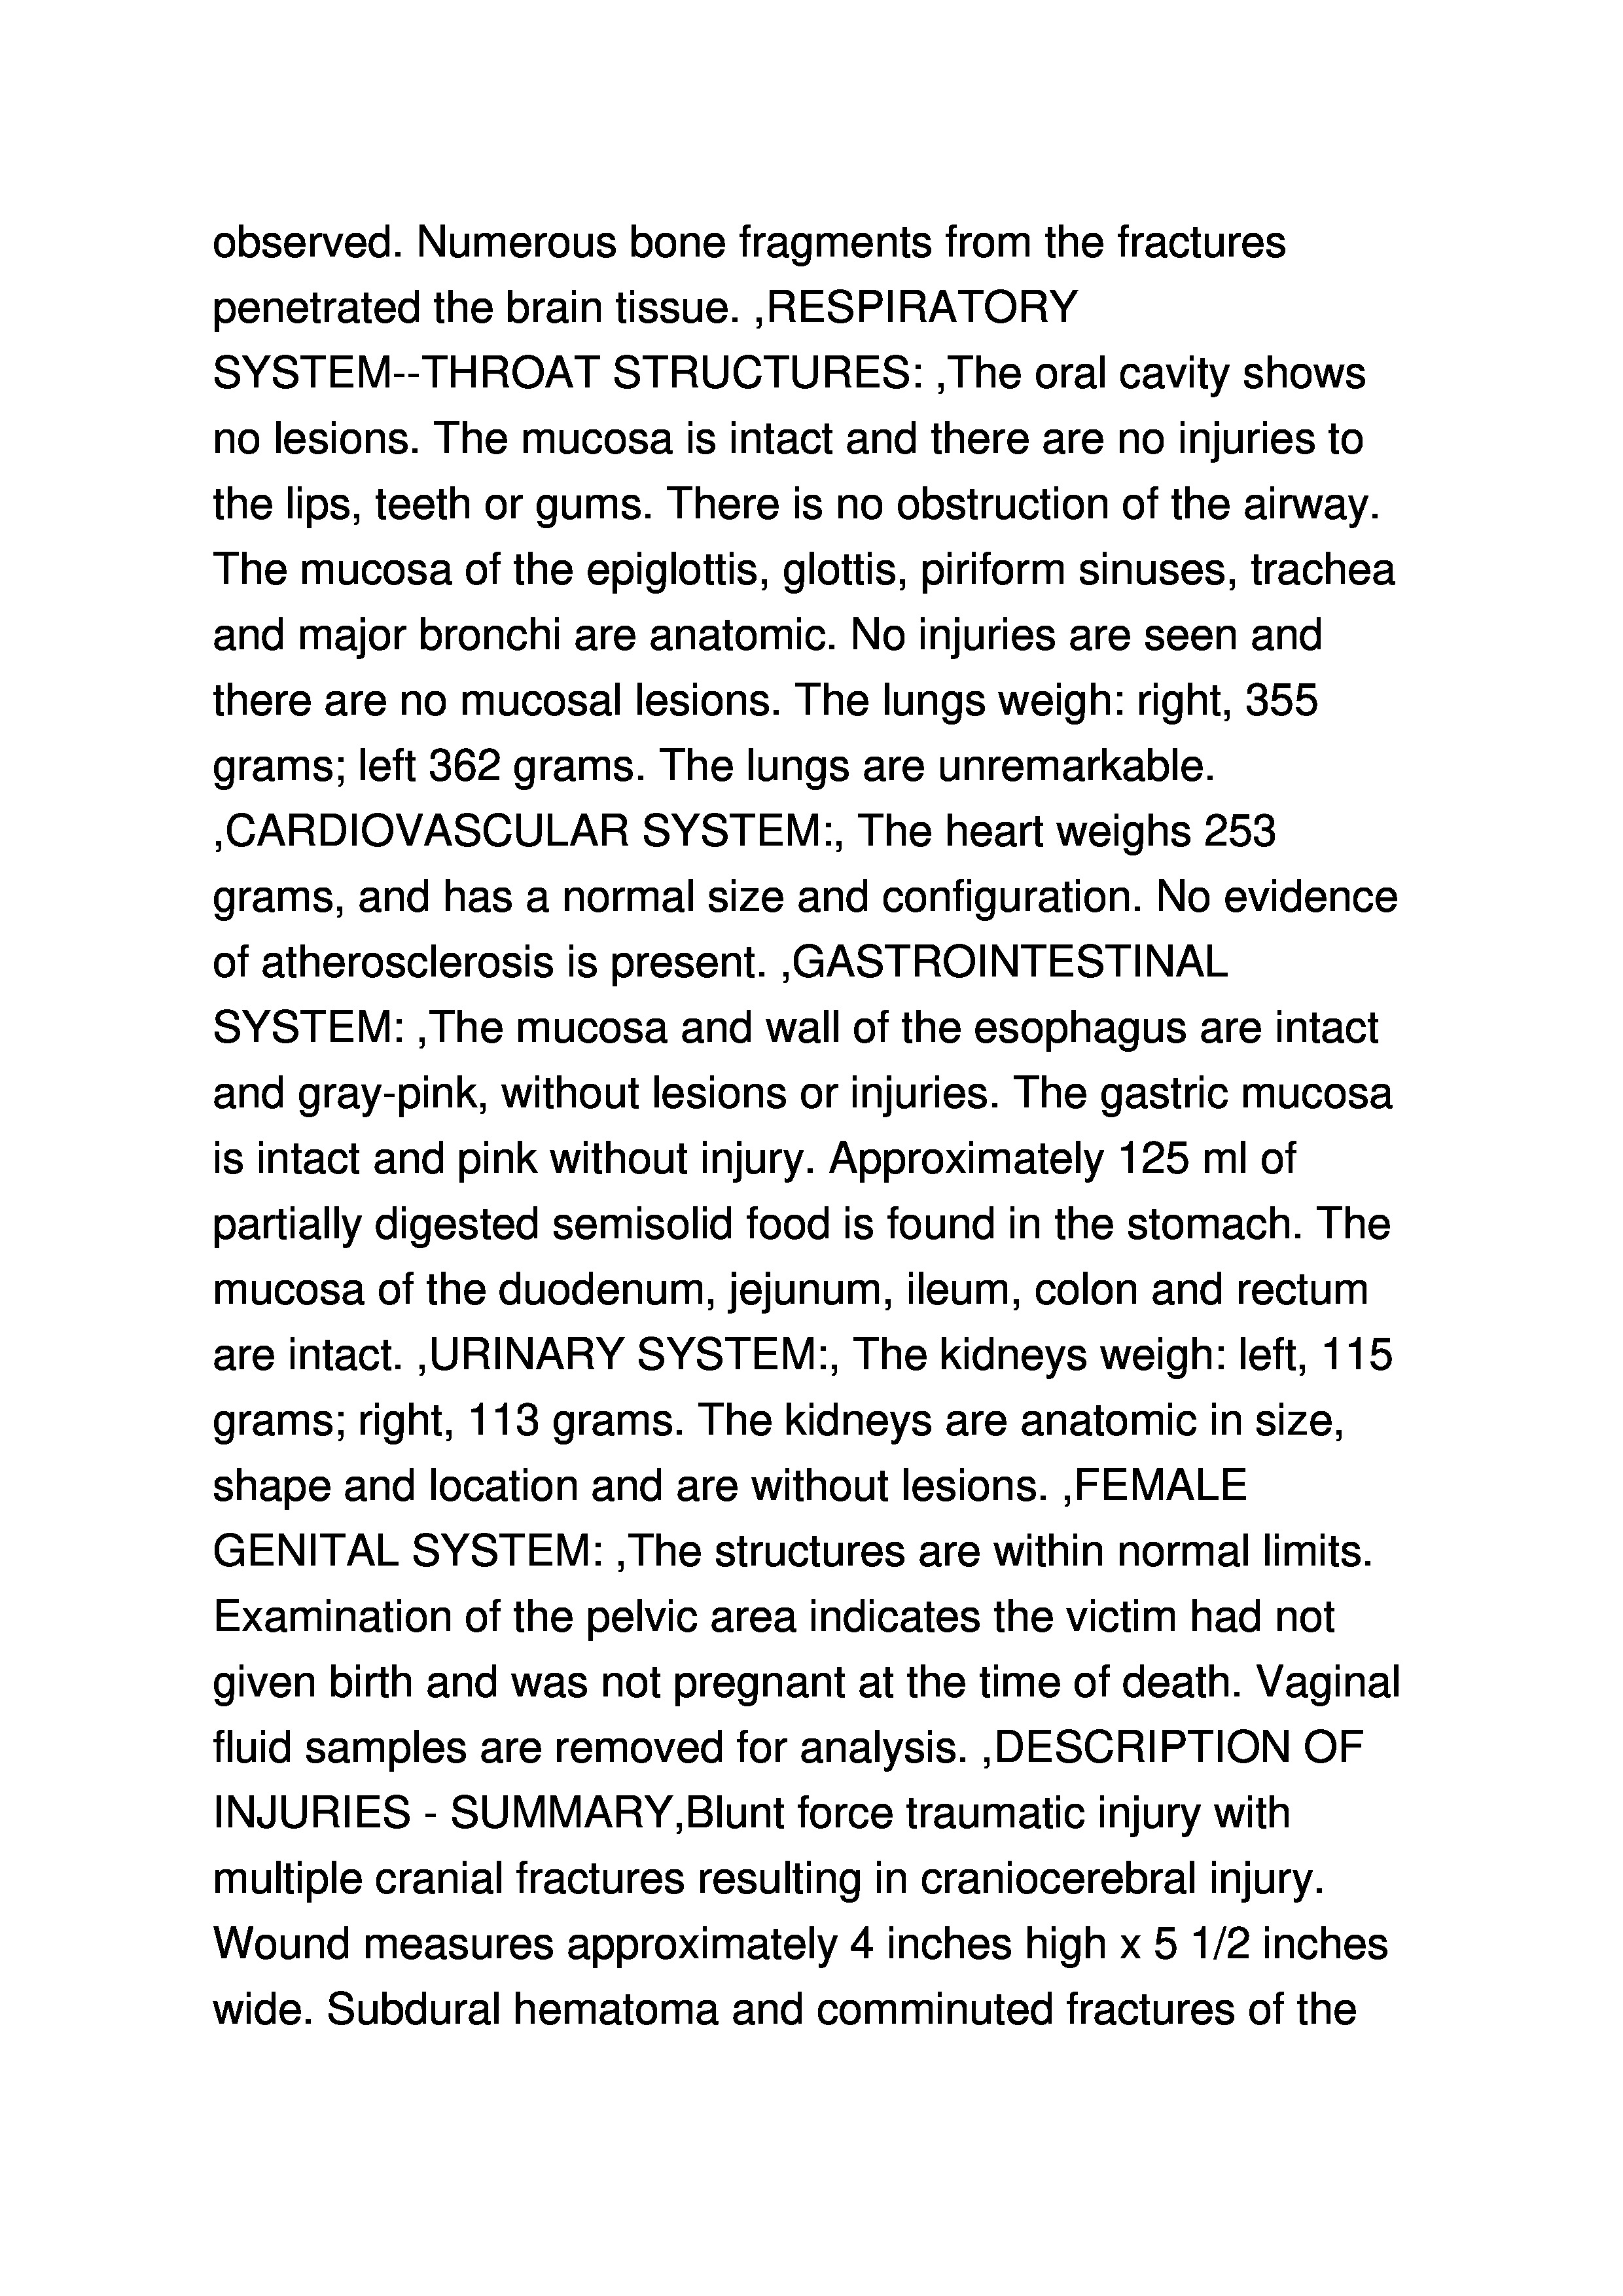 observed. Numerous bone fragments from the fractures
penetrated the brain tissue. ,RESPIRATORY
SYSTEM--THROAT STRUCTURES: ,The oral cavity shows
no lesions. The mucosa is intact and there are no injuries to
the lips, teeth or gums. There is no obstruction of the airway.
The mucosa of the epiglottis, glottis, piriform sinuses, trachea
and major bronchi are anatomic. No injuries are seen and
there are no mucosal lesions. The lungs weigh: right, 355
grams; left 362 grams. The lungs are unremarkable.
,CARDIOVASCULAR SYSTEM:, The heart weighs 253
grams, and has a normal size and configuration. No evidence
of atherosclerosis is present. ,GASTROINTESTINAL
SYSTEM: ,The mucosa and wall of the esophagus are intact
and gray-pink, without lesions or injuries. The gastric mucosa
is intact and pink without injury. Approximately 125 ml of
partially digested semisolid food is found in the stomach. The
mucosa of the duodenum, jejunum, ileum, colon and rectum
are intact. ,URINARY SYSTEM:, The kidneys weigh: left, 115
grams; right, 113 grams. The kidneys are anatomic in size,
shape and location and are without lesions. ,FEMALE
GENITAL SYSTEM: ,The structures are within normal limits.
Examination of the pelvic area indicates the victim had not
given birth and was not pregnant at the time of death. Vaginal
fluid samples are removed for analysis. ,DESCRIPTION OF
INJURIES - SUMMARY,Blunt force traumatic injury with
multiple cranial fractures resulting in craniocerebral injury.
Wound measures approximately 4 inches high x 5 1/2 inches
wide. Subdural hematoma and comminuted fractures of the